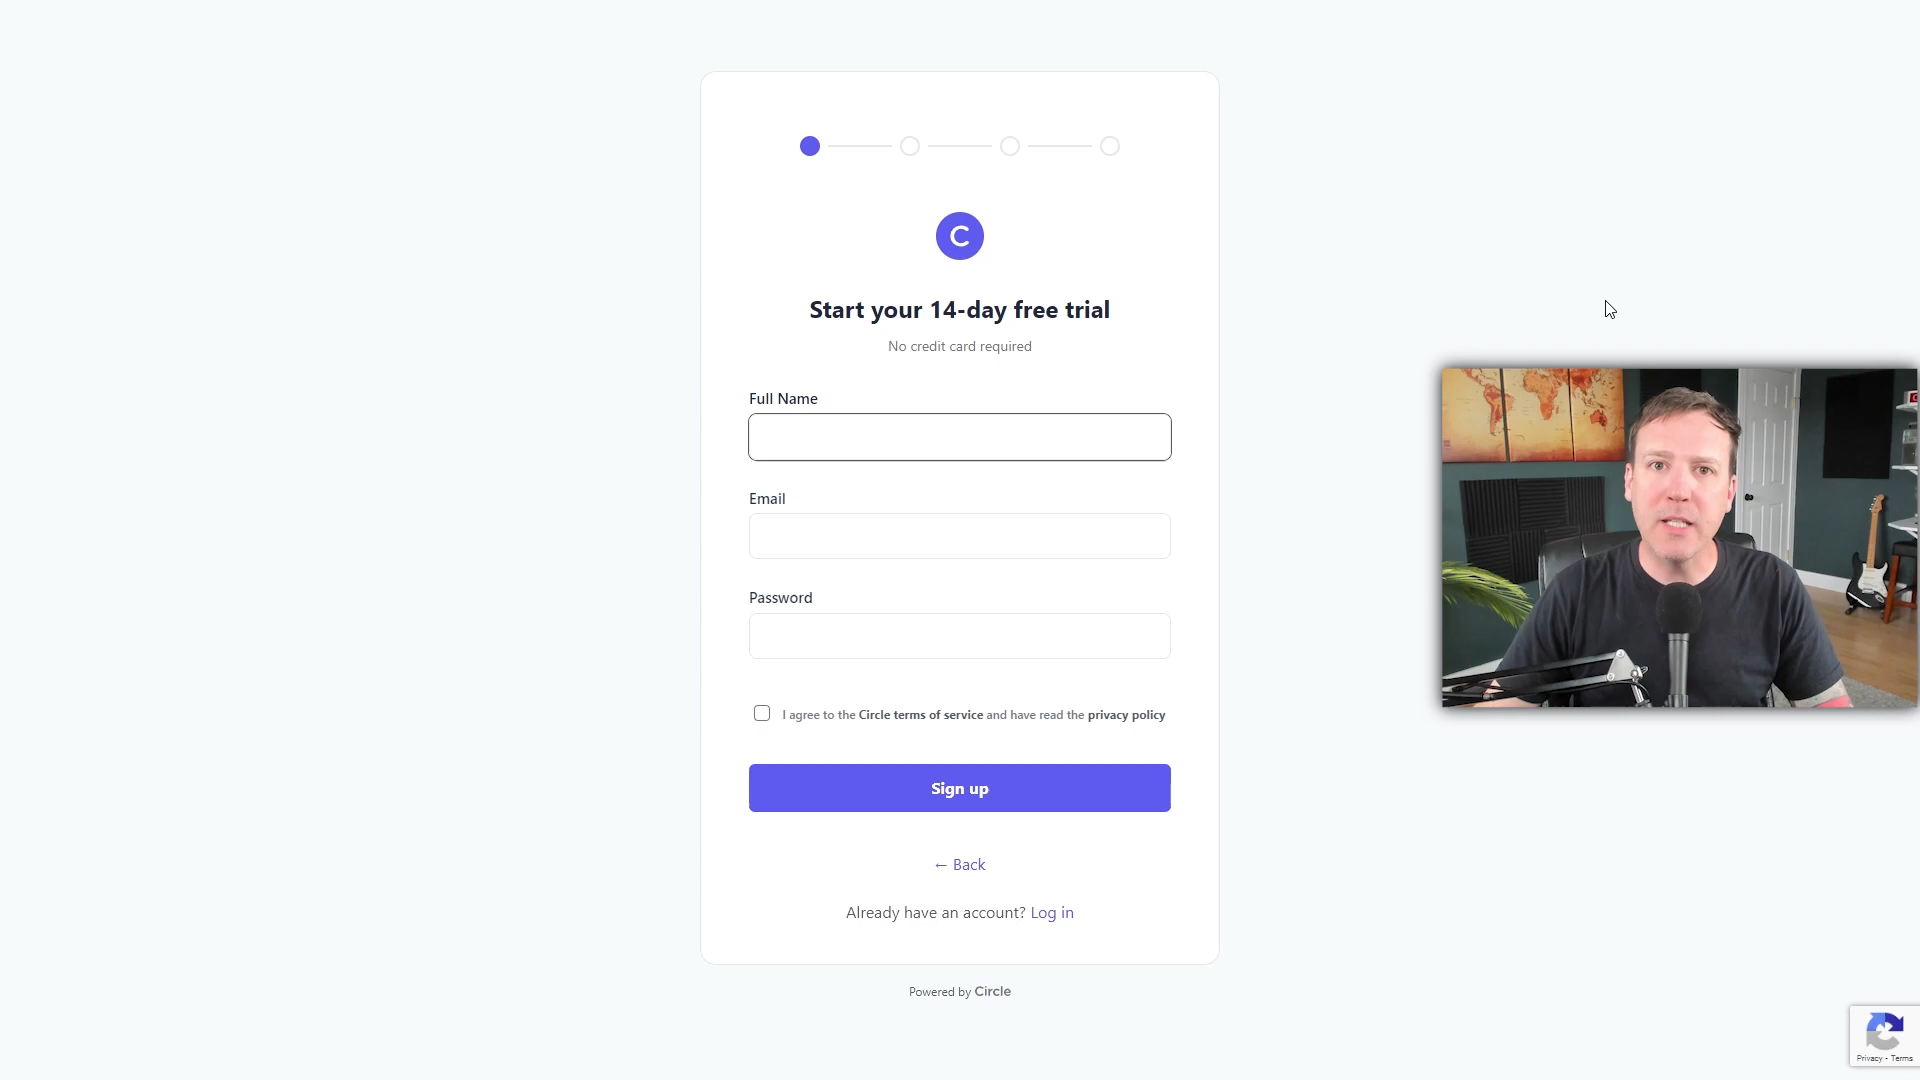 C
Start your 14-day free trial
No credit card required
Full Name
Email
Password
I agree to the Circle terms of service and have read the privacy policy
Sign up
← Back
Already have an account? Log in
Powered by Circle
Privacy - Terms